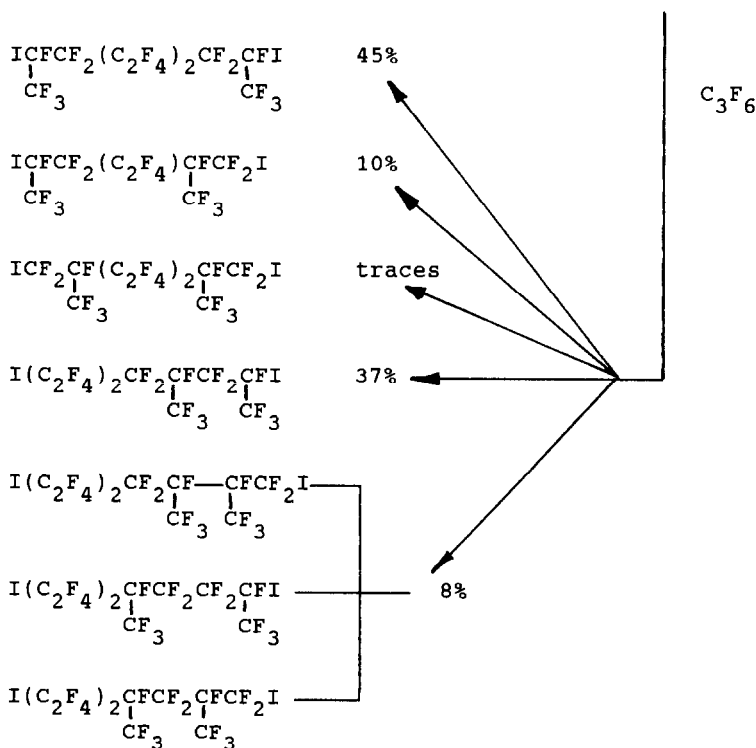 ICFCF₂(C₂F₄)₂CF₂CFI 45%
CF₃ CF₃
C₃F₆
ICFCF₂(C₂F₄)CFCF₂I 10%
CF₃ CF₃
ICF₂CF(C₂F₄)₂CFCF₂I traces
CF₃ CF₃
I(C₂F₄)₂CF₂CFCF₂CFI 37%
CF₃ CF₃
I(C₂F₄)₂CF₂CF—CFCF₂I
CF₃ CF₃
I(C₂F₄)₂CFCF₂CF₂CFI 8%
CF₃ CF₃
I(C₂F₄)₂CFCF₂CFCF₂I
CF₃ CF₃